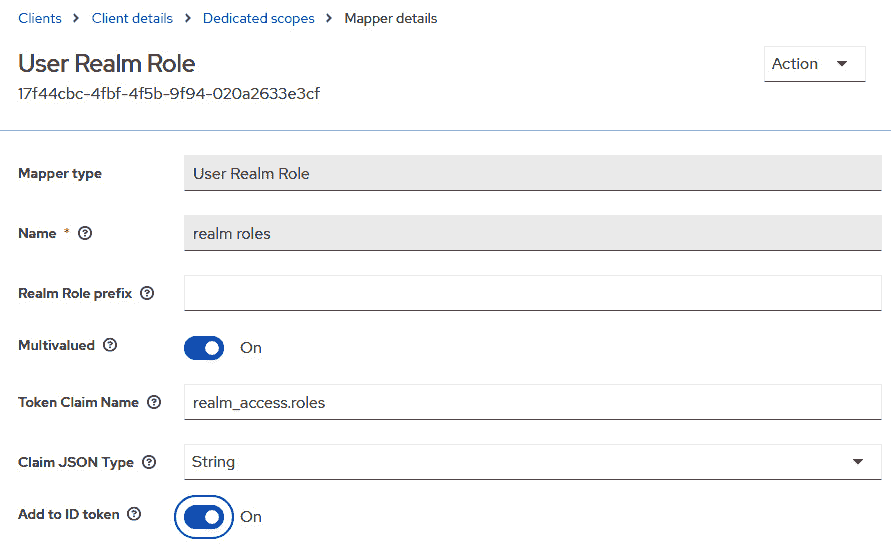 Clients > Client details > Dedicated scopes > Mapper details
User Realm Role
Action
17f44cbc-4fbf-4f5b-9f94-020a2633e3cf
Mapper type User Realm Role
Name * realm roles
Realm Role prefix
Multivalued On
Token Claim Name realm_access.roles
Claim JSON Type String
Add to ID token On